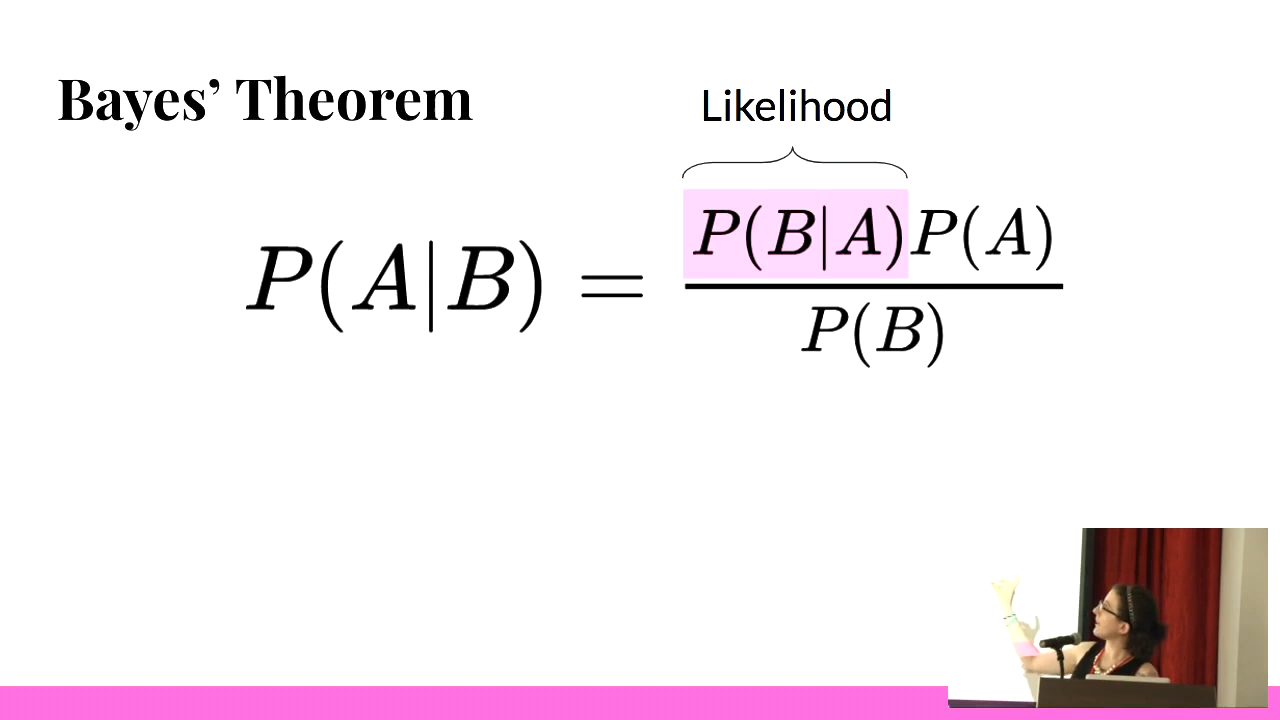 Bayes’ Theorem
Likelihood
P(A|B) = P(B|A)P(A)
P(B)